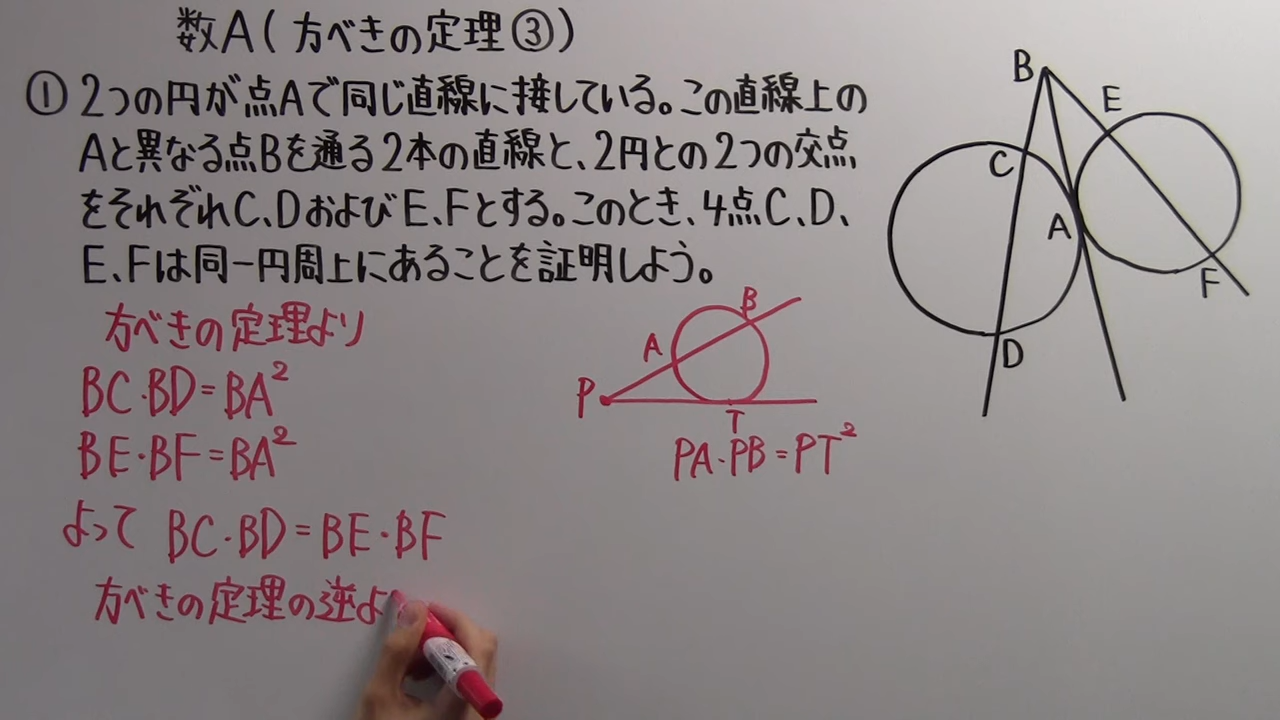 数A(方べきの定理③)
① 2つの円が点Aで同じ直線に接している。この直線上の
Aと異なる点Bを通る2本の直線と、2円との2つの交点
をそれぞれC、DおよびE、Fとする。このとき、4点C、D、
E、Fは同一円周上にあることを証明しよう。
方べきの定理より
BC・BD=BA²
BE・BF=BA²
よって BC・BD=BE・BF
方べきの定理の逆よ
B
A
P
T
PA・PB=PT²
B
E
C
A
F
D